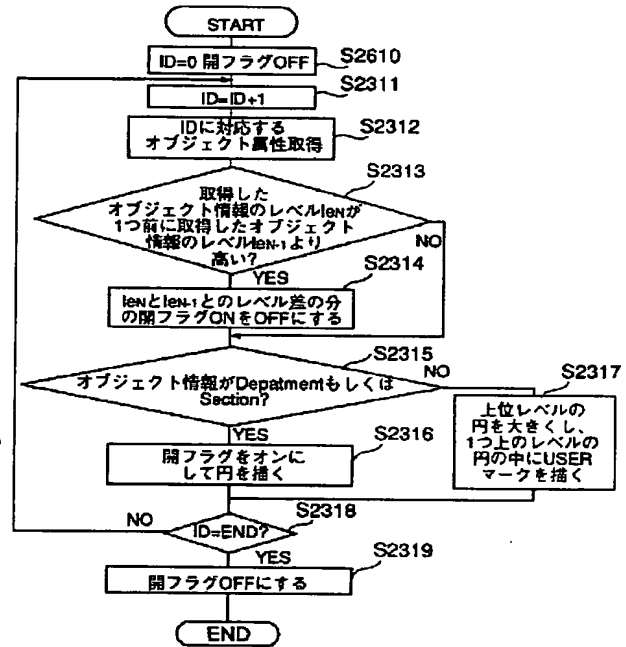 START
S2610
ID=0 開フラグOFF
S2311
ID=ID+1
S2312
IDに対応する
オブジェクト属性取得
S2313
取得した
オブジェクト情報のレベルleNが
1つ前に取得したオブジェクト
情報のレベルleN-1より
高い?
NO
YES
S2314
leNとleN-1とのレベル差の分
の開フラグONをOFFにする
S2315
オブジェクト情報がDepatmentもしくは
Section?
NO
S2317
上位レベルの
円を大きくし、
1つ上のレベルの
円の中にUSER
マークを描く
YES
S2316
開フラグをオンに
して円を描く
S2318
NO
ID=END?
YES
S2319
開フラグOFFにする
END